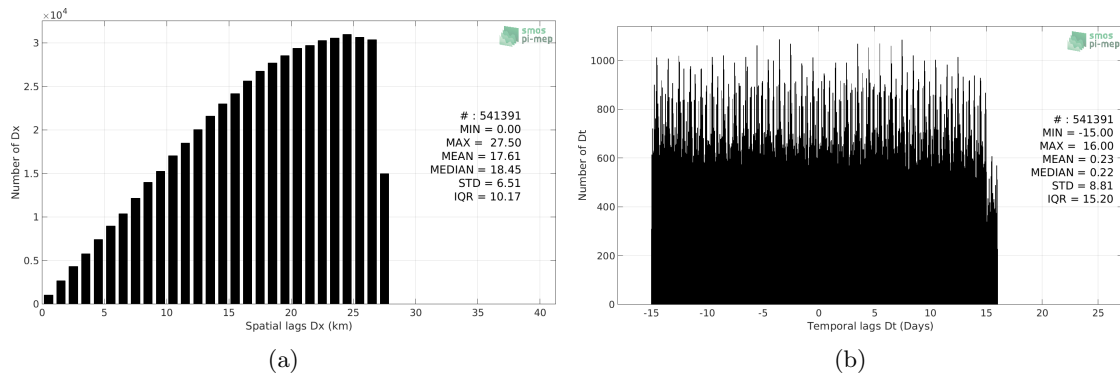 ×10⁴
3
2.5
2
1.5
1
0.5
0
0 5 10 15 20 25 30 35 40
Number of Dx
Spatial lags Dx (km)
smos
pi-mep
# : 541391
MIN = 0.00
MAX = 27.50
MEAN = 17.61
MEDIAN = 18.45
STD = 6.51
IQR = 10.17
(a)
1000
800
600
400
200
0
-15 -10 -5 0 5 10 15 20 25
Number of Dt
Temporal lags Dt (Days)
smos
pi-mep
# : 541391
MIN = -15.00
MAX = 16.00
MEAN = 0.23
MEDIAN = 0.22
STD = 8.81
IQR = 15.20
(b)